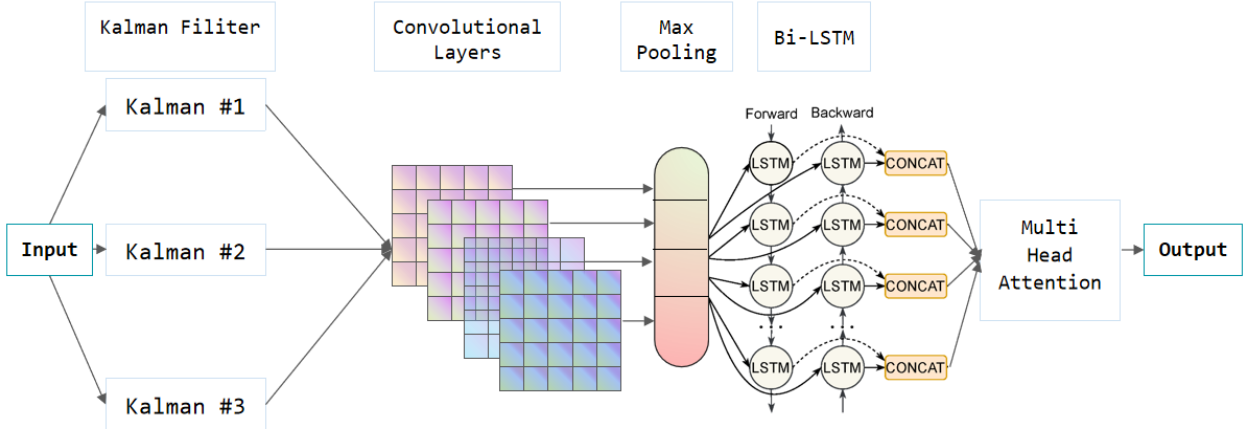 Kalman Filiter
Convolutional
Layers
Max
Pooling
Bi-LSTM
Kalman #1
Kalman #2
Kalman #3
Input
Forward
Backward
LSTM
LSTM
CONCAT
LSTM
LSTM
CONCAT
LSTM
LSTM
CONCAT
...
...
LSTM
LSTM
CONCAT
Multi
Head
Attention
Output